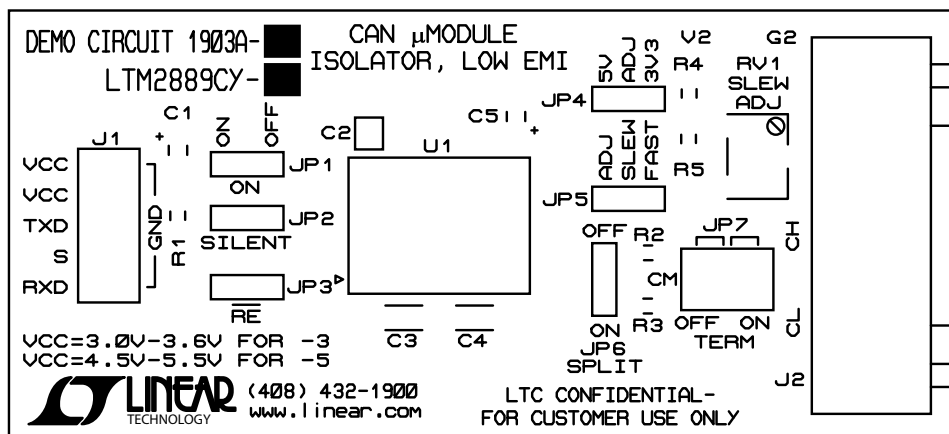 DEMO CIRCUIT 1903A-
LTM2889CY-
CAN µMODULE
ISOLATOR, LOW EMI
5V
ADJ
3V3
V2
G2
R4
RV1
SLEW
ADJ
JP4
C1
+
ON
OFF
C2
C5
+
J1
U1
ADJ
SLEW
FAST
R5
VCC
VCC
TXD
S
RXD
GND
R1
JP1
ON
JP2
SILENT
JP3
RE
JP5
OFF
R2
JP7
CH
CM
R3
OFF ON
TERM
CL
ON
JP6
SPLIT
C3
C4
J2
VCC=3.0V-3.6V FOR -3
VCC=4.5V-5.5V FOR -5
LT LINEAR
TECHNOLOGY
(408) 432-1900
www.linear.com
LTC CONFIDENTIAL-
FOR CUSTOMER USE ONLY